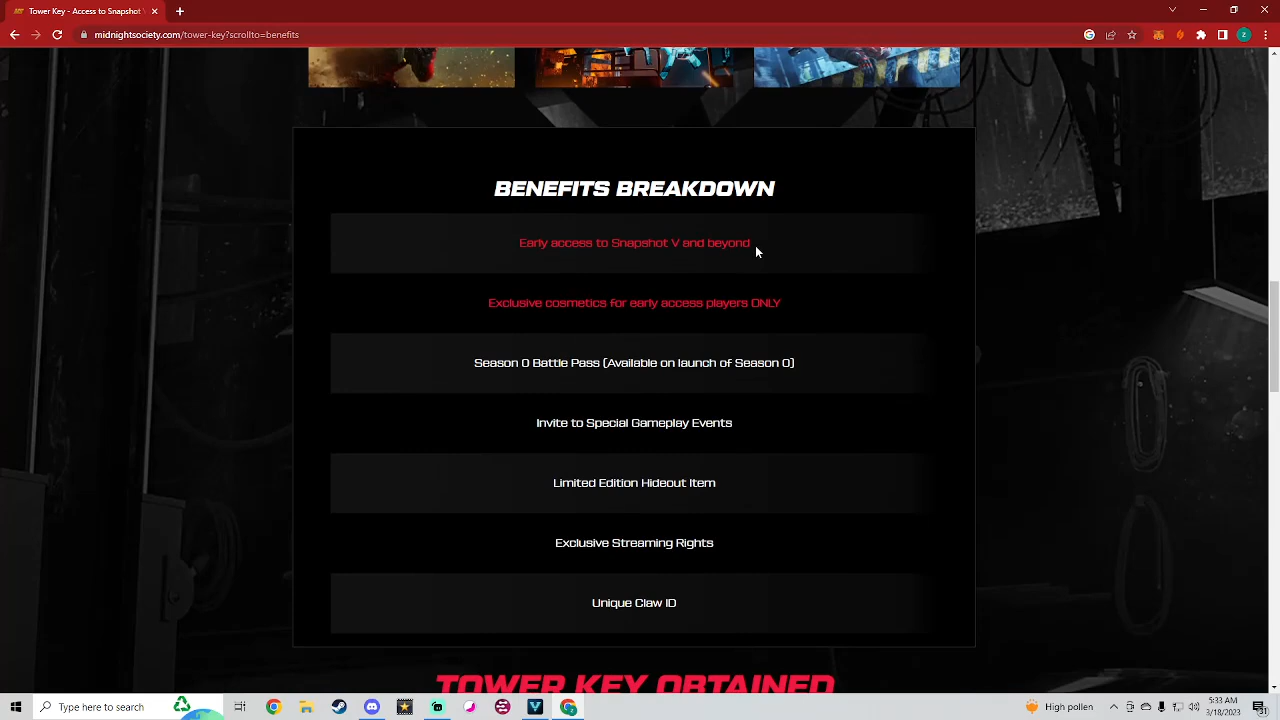 Tower Key - Access to Snapshot V
midnightsociety.com/tower-key?scrollto=benefits
Z
BENEFITS BREAKDOWN
Early access to Snapshot V and beyond
Exclusive cosmetics for early access players ONLY
Season 0 Battle Pass (Available on launch of Season 0)
Invite to Special Gameplay Events
Limited Edition Hideout Item
Exclusive Streaming Rights
Unique Claw ID
TOWER KEY OBTAINED
Type here to search
High pollen
5:33 AM
3/18/2023